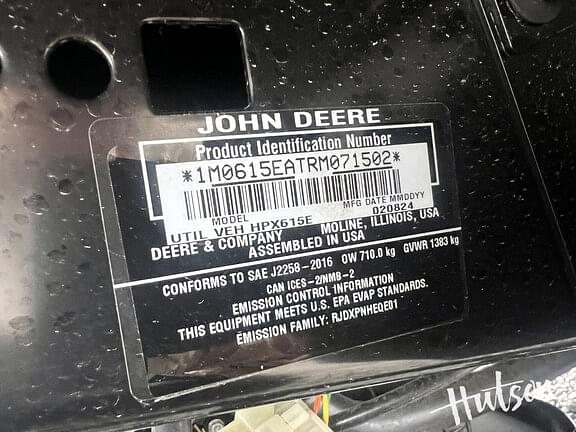 JOHN DEERE
Product Identification Number
*1M0615EATRM071502*
MODEL MFG DATE MMDDYY
UTIL VEH HPX615E 020824
DEERE & COMPANY MOLINE, ILLINOIS, USA
ASSEMBLED IN USA
CONFORMS TO SAE J2258-2016 OW 710.0 kg GVWR 1383 kg
CAN ICES-2/NMB-2
EMISSION CONTROL INFORMATION
THIS EQUIPMENT MEETS U.S. EPA EVAP STANDARDS.
EMISSION FAMILY: RJDXPNHEQE01
Hutson